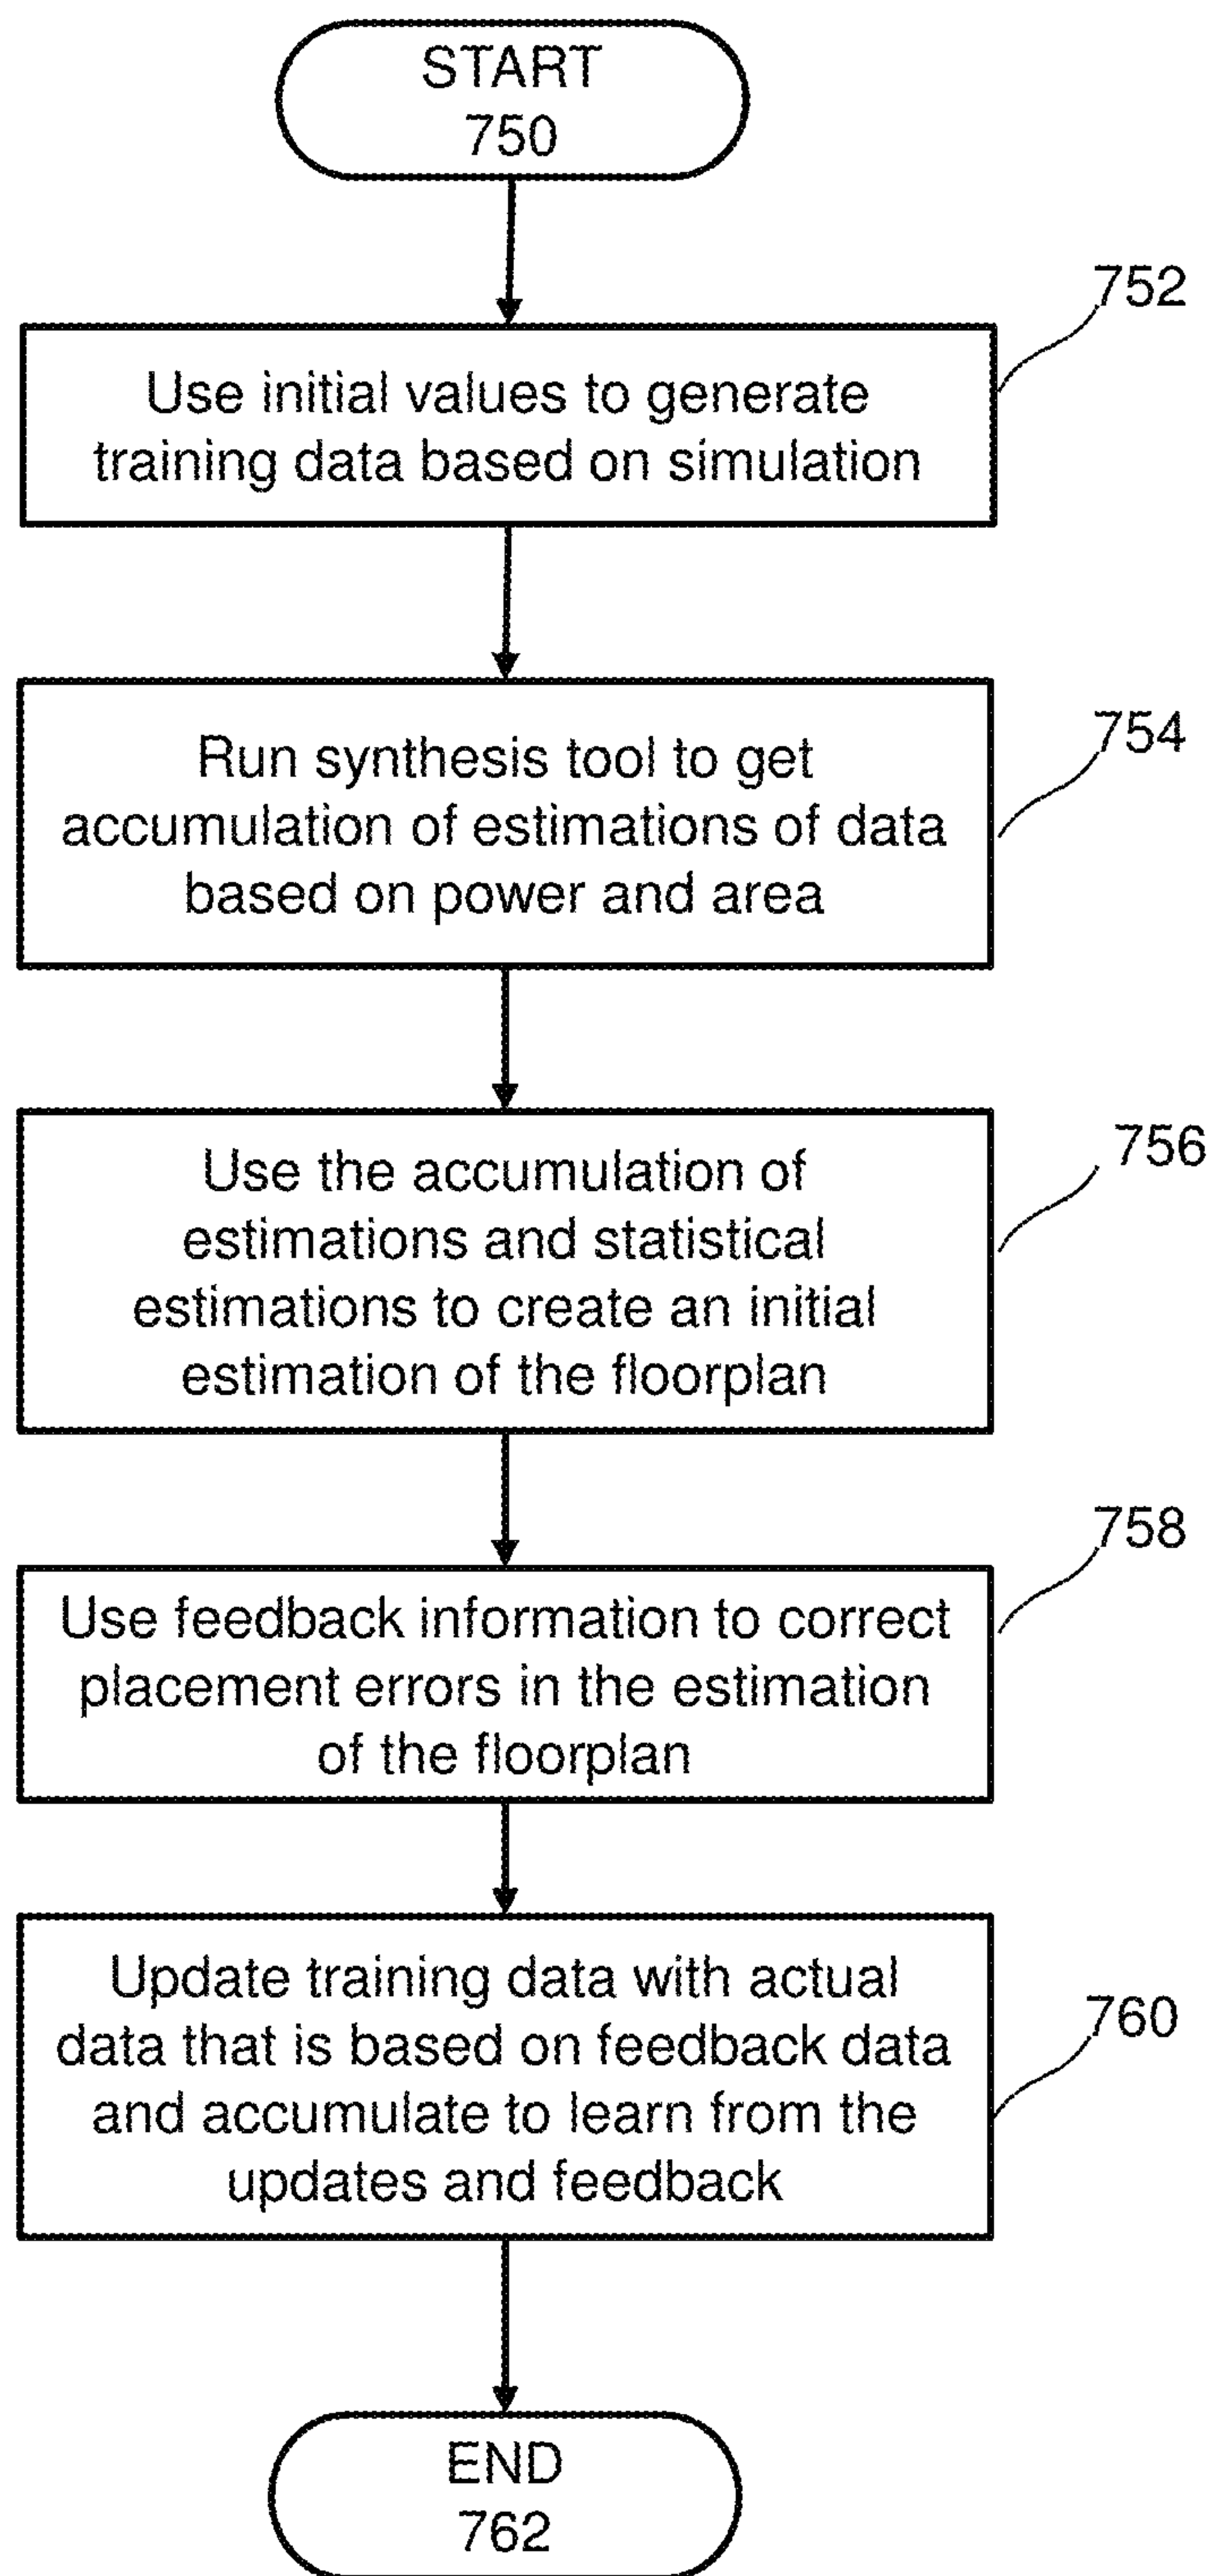 START
750
752
Use initial values to generate
training data based on simulation
754
Run synthesis tool to get
accumulation of estimations of data
based on power and area
756
Use the accumulation of
estimations and statistical
estimations to create an initial
estimation of the floorplan
758
Use feedback information to correct
placement errors in the estimation
of the floorplan
760
Update training data with actual
data that is based on feedback data
and accumulate to learn from the
updates and feedback
END
762